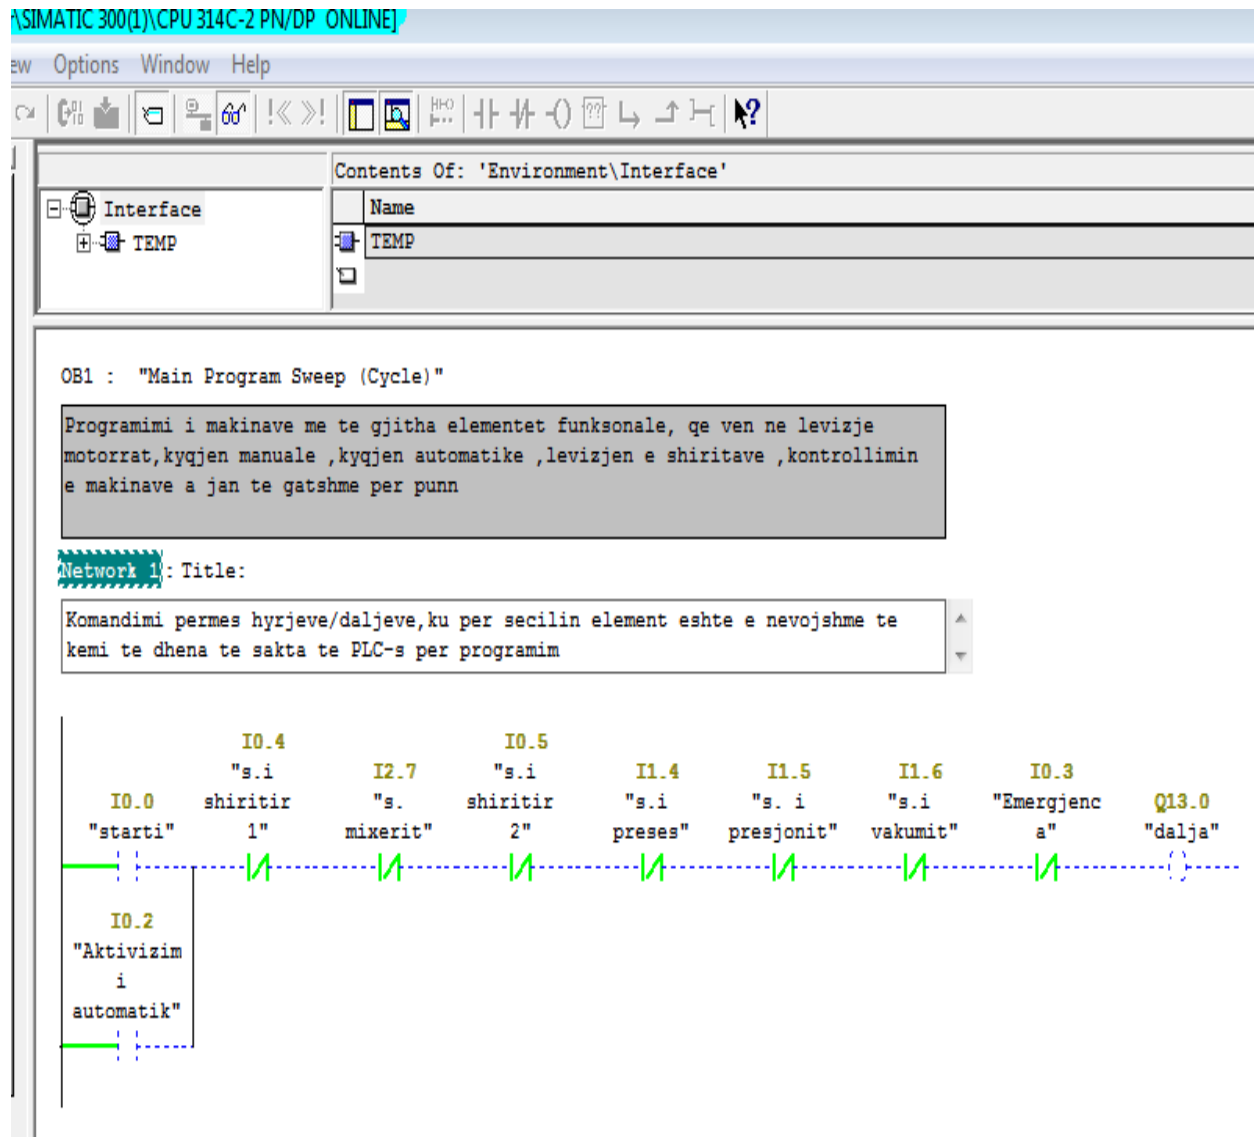 \SIMATIC 300(1)\CPU 314C-2 PN/DP ONLINE]
ew Options Window Help
!« »! ?? ?
Contents Of: 'Environment\Interface'
Interface
TEMP
Name
TEMP
OB1 : "Main Program Sweep (Cycle)"
Programimi i makinave me te gjitha elementet funksonale, qe ven ne levizje
motorrat,kyqjen manuale ,kyqjen automatike ,levizjen e shiritave ,kontrollimin
e makinave a jan te gatshme per punn
Network 1: Title:
Komandimi permes hyrjeve/daljeve,ku per secilin element eshte e nevojshme te
kemi te dhena te sakta te PLC-s per programim
I0.0
"starti"
I0.4
"s.i
shiritir
1"
I2.7
"s.
mixerit"
I0.5
"s.i
shiritir
2"
I1.4
"s.i
preses"
I1.5
"s. i
presjonit"
I1.6
"s.i
vakumit"
I0.3
"Emergjenc
a"
Q13.0
"dalja"
I0.2
"Aktivizim
i
automatik"